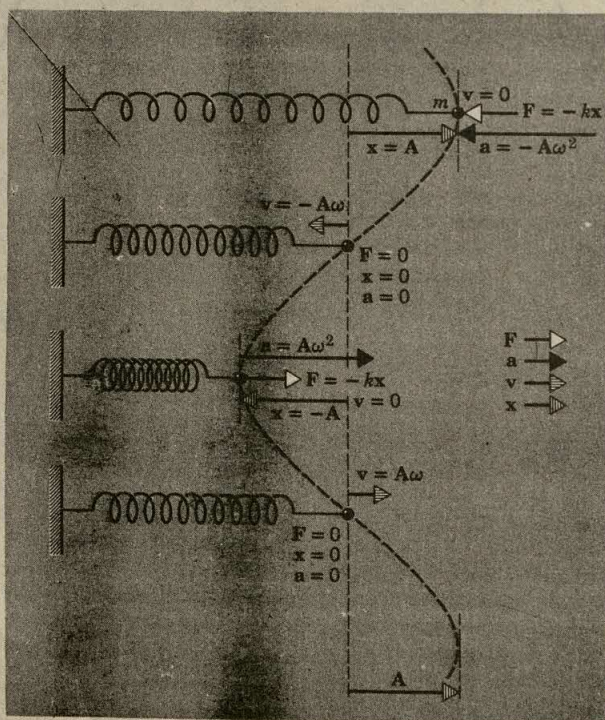 v = 0
m
F = −kx
x = A
a = −Aω²
v = −Aω
F = 0
x = 0
a = 0
a = Aω²
F = −kx
x = −A
v = 0
F
a
v
x
v = Aω
F = 0
x = 0
a = 0
A